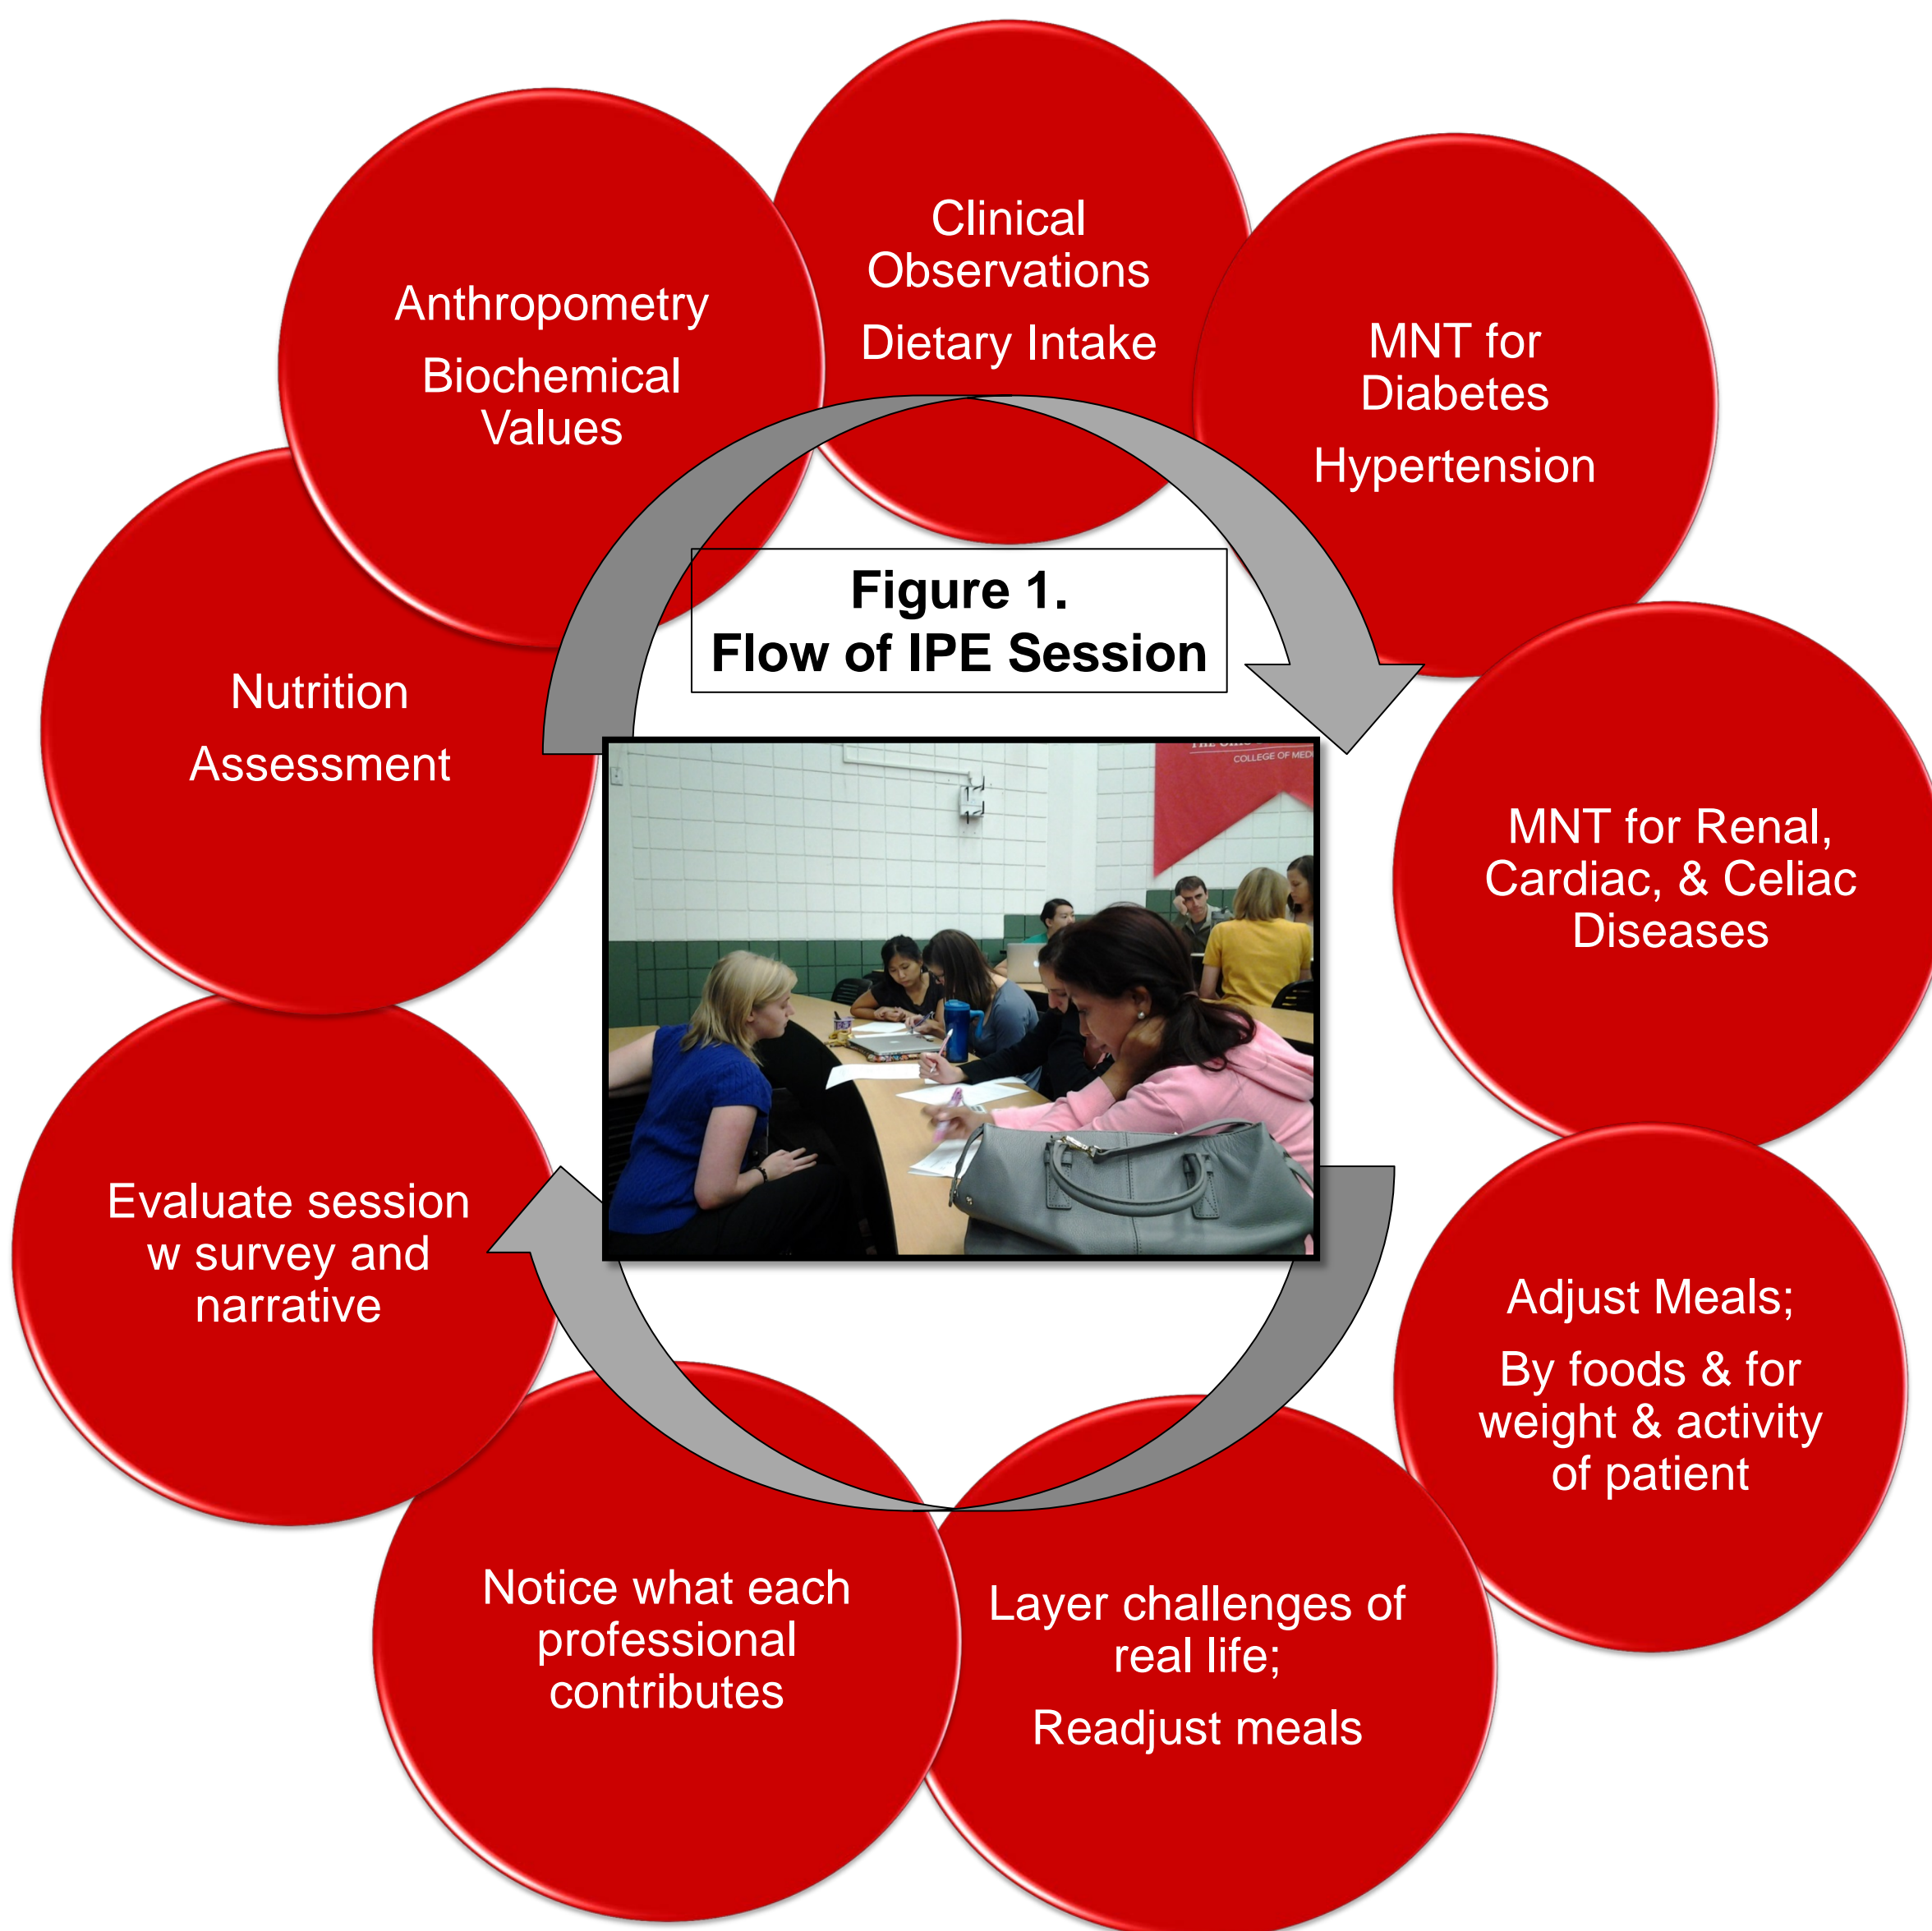 Clinical
Observations
Dietary Intake
MNT for
Diabetes
Hypertension
MNT for Renal,
Cardiac, & Celiac
Diseases
Adjust Meals;
By foods & for
weight & activity
of patient
Layer challenges of
real life;
Readjust meals
Notice what each
professional
contributes
Evaluate session
w survey and
narrative
Nutrition
Assessment
Anthropometry
Biochemical
Values
Figure 1.
Flow of IPE Session
COLLEGE OF